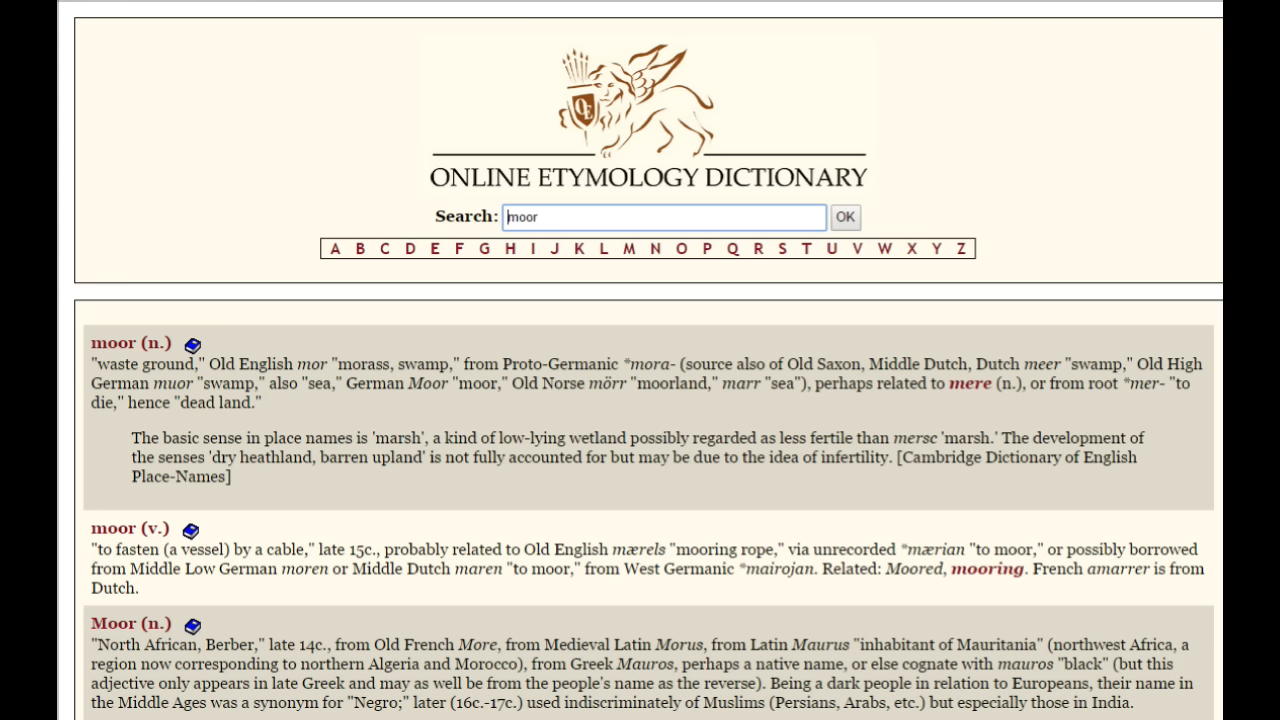 OE
ONLINE ETYMOLOGY DICTIONARY
Search: moor OK
A B C D E F G H I J K L M N O P Q R S T U V W X Y Z
moor (n.)
"waste ground," Old English mor "morass, swamp," from Proto-Germanic *mora- (source also of Old Saxon, Middle Dutch, Dutch meer "swamp," Old High
German muor "swamp," also "sea," German Moor "moor," Old Norse mörr "moorland," marr "sea"), perhaps related to mere (n.), or from root *mer- "to
die," hence "dead land."
The basic sense in place names is 'marsh', a kind of low-lying wetland possibly regarded as less fertile than mersc 'marsh.' The development of
the senses 'dry heathland, barren upland' is not fully accounted for but may be due to the idea of infertility. [Cambridge Dictionary of English
Place-Names]
moor (v.)
"to fasten (a vessel) by a cable," late 15c., probably related to Old English mærels "mooring rope," via unrecorded *mærian "to moor," or possibly borrowed
from Middle Low German moren or Middle Dutch maren "to moor," from West Germanic *mairojan. Related: Moored, mooring. French amarrer is from
Dutch.
Moor (n.)
"North African, Berber," late 14c., from Old French More, from Medieval Latin Morus, from Latin Maurus "inhabitant of Mauritania" (northwest Africa, a
region now corresponding to northern Algeria and Morocco), from Greek Mauros, perhaps a native name, or else cognate with mauros "black" (but this
adjective only appears in late Greek and may as well be from the people's name as the reverse). Being a dark people in relation to Europeans, their name in
the Middle Ages was a synonym for "Negro;" later (16c.-17c.) used indiscriminately of Muslims (Persians, Arabs, etc.) but especially those in India.